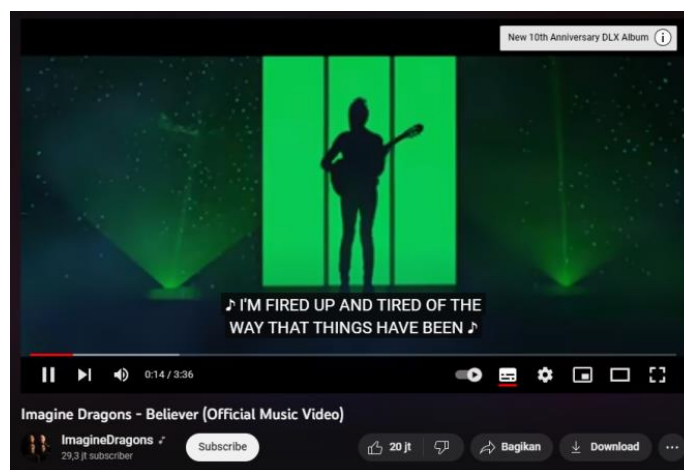 New 10th Anniversary DLX Album
♪ I'M FIRED UP AND TIRED OF THE
WAY THAT THINGS HAVE BEEN ♪
0:14 / 3:36
Imagine Dragons - Believer (Official Music Video)
ImagineDragons
29,3 jt subscriber
Subscribe
20 jt
Bagikan
Download